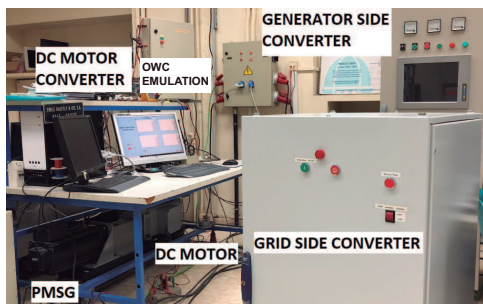 GENERATOR SIDE
CONVERTER
DC MOTOR
CONVERTER
OWC
EMULATION
DC MOTOR
GRID SIDE CONVERTER
PMSG